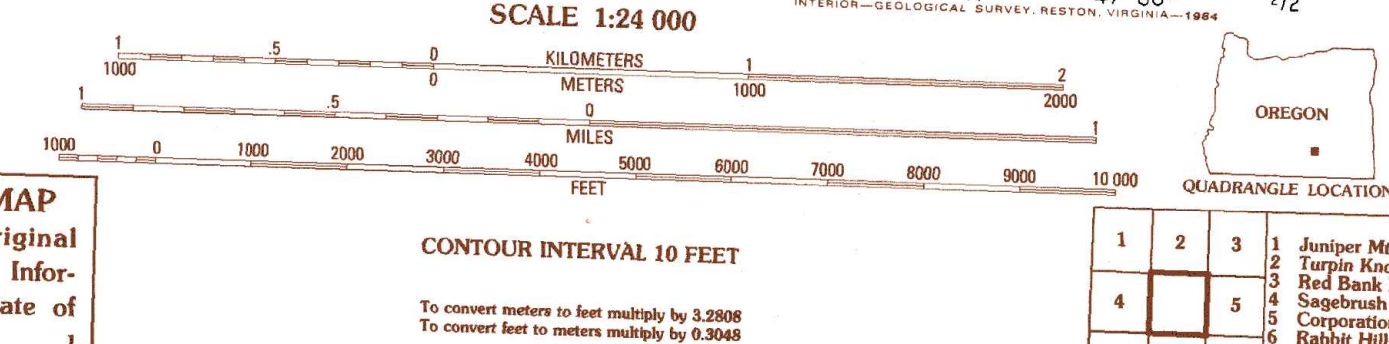 SCALE 1:24 000
INTERIOR—GEOLOGICAL SURVEY, RESTON, VIRGINIA—1984
1 .5 0 KILOMETERS 1 2
1000 0 METERS 1000 2000
1 .5 0 1
MILES
1000 0 1000 2000 3000 4000 5000 6000 7000 8000 9000 10 000
FEET
OREGON
QUADRANGLE LOCATION
MAP
riginal
Infor-
ate of
CONTOUR INTERVAL 10 FEET
To convert meters to feet multiply by 3.2808
To convert feet to meters multiply by 0.3048
1 2 3
4 5
1 Juniper Mt
2 Turpin Kno
3 Red Bank
4 Sagebrush
5 Corporation
6 Rabbit Hill